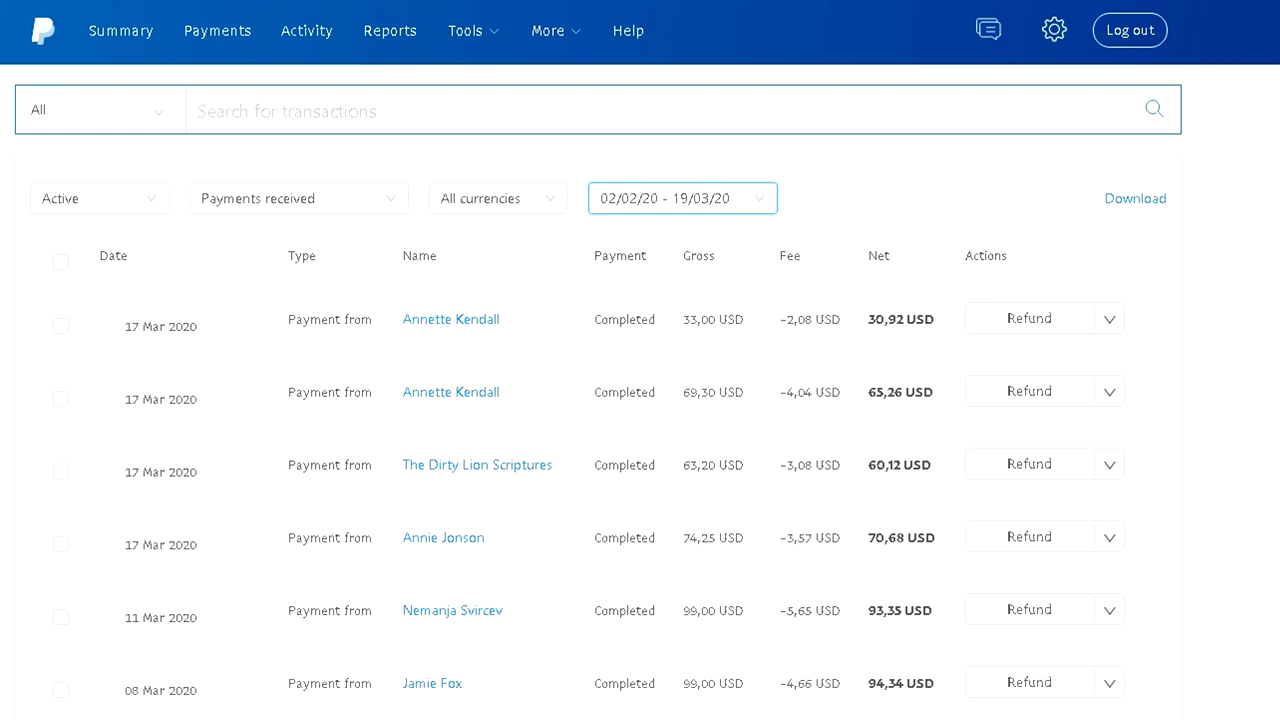 Summary Payments Activity Reports Tools More Help Log out
All Search for transactions
Active Payments received All currencies 02/02/20 - 19/03/20 Download
Date Type Name Payment Gross Fee Net Actions
17 Mar 2020 Payment from Annette Kendall Completed 33,00 USD -2,08 USD 30,92 USD Refund
17 Mar 2020 Payment from Annette Kendall Completed 69,30 USD -4,04 USD 65,26 USD Refund
17 Mar 2020 Payment from The Dirty Lion Scriptures Completed 63,20 USD -3,08 USD 60,12 USD Refund
17 Mar 2020 Payment from Annie Jonson Completed 74,25 USD -3,57 USD 70,68 USD Refund
11 Mar 2020 Payment from Nemanja Svircev Completed 99,00 USD -5,65 USD 93,35 USD Refund
08 Mar 2020 Payment from Jamie Fox Completed 99,00 USD -4,66 USD 94,34 USD Refund